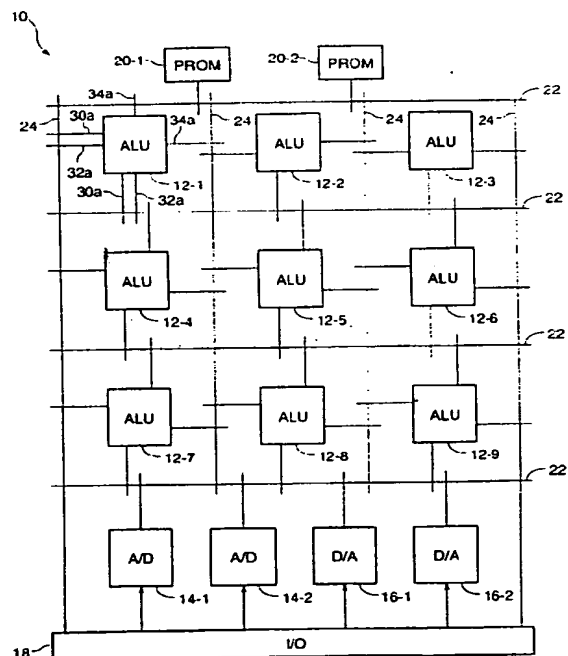 10
20-1 PROM 20-2 PROM
34a 22
24 30a 34a 24 24 24
ALU ALU ALU
32a
30a 32a 12-1 12-2 12-3
22
ALU ALU ALU
12-4 12-5 12-6
22
ALU ALU ALU
12-7 12-8 12-9
22
A/D A/D D/A D/A
14-1 14-2 16-1 16-2
18 I/O